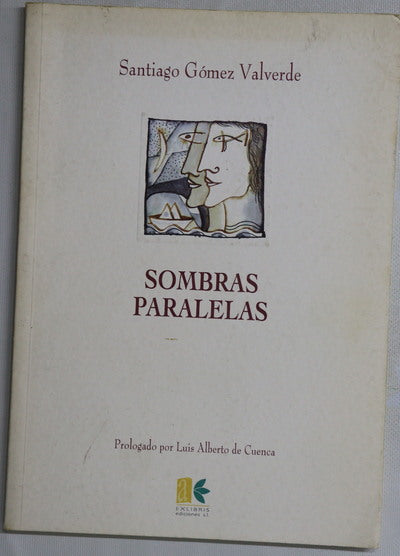 Santiago Gómez Valverde
SOMBRAS
PARALELAS
Prologado por Luis Alberto de Cuenca
EXLIBRIS
ediciones s.l.